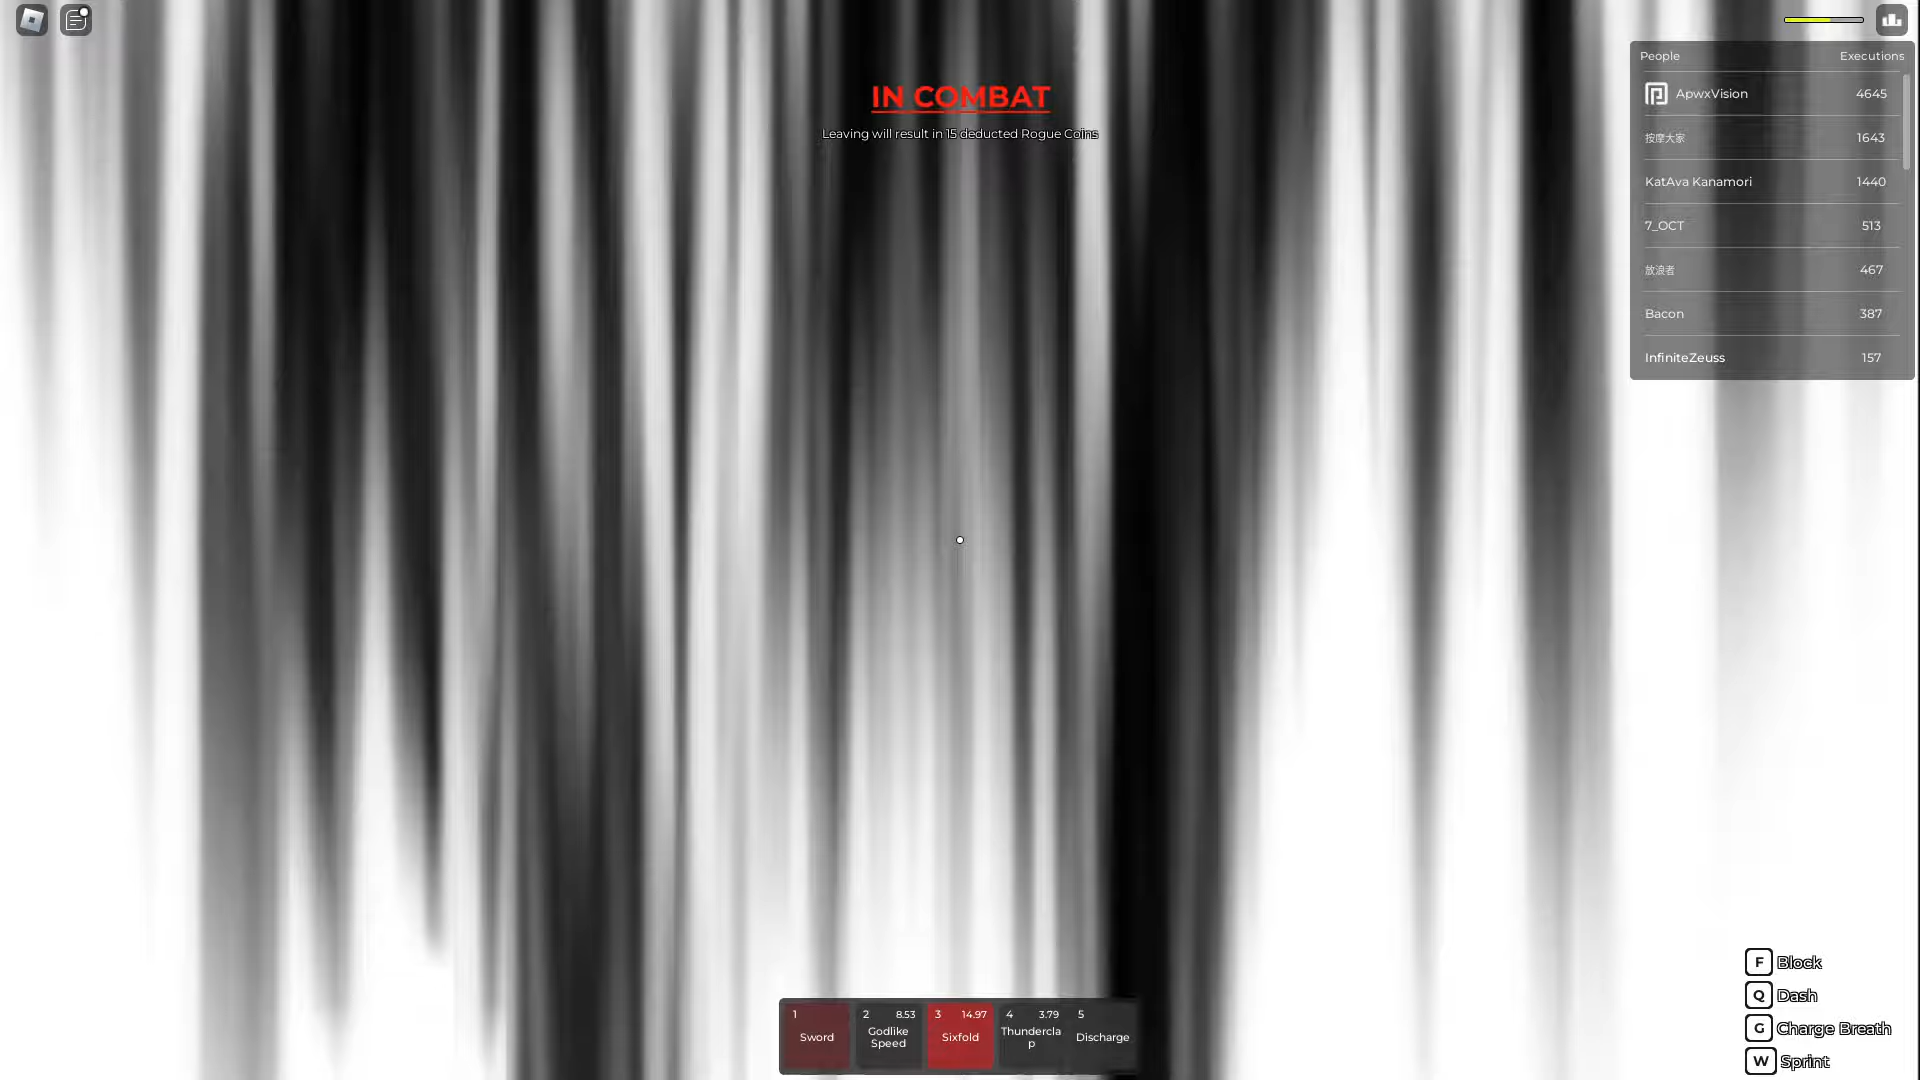 IN COMBAT
Leaving will result in 15 deducted Rogue Coins
People Executions
ApwxVision 4645
按摩大家 1643
KatAva Kanamori 1440
7_OCT 513
放浪者 467
Bacon 387
InfiniteZeuss 157
F Block
Q Dash
G Charge Breath
W Sprint
1 2 8.53 3 14.97 4 3.79 5
Sword Godlike Sixfold Thundercla Discharge
Speed p